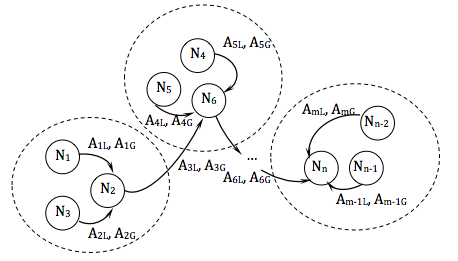 N4
A5L, A5G
N5
N6
A4L, A4G
AmL, AmG
Nn-2
N1
A1L, A1G
N2
A3L, A3G
...
A6L, A6G
Nn
Nn-1
N3
A2L, A2G
Am-1L, Am-1G